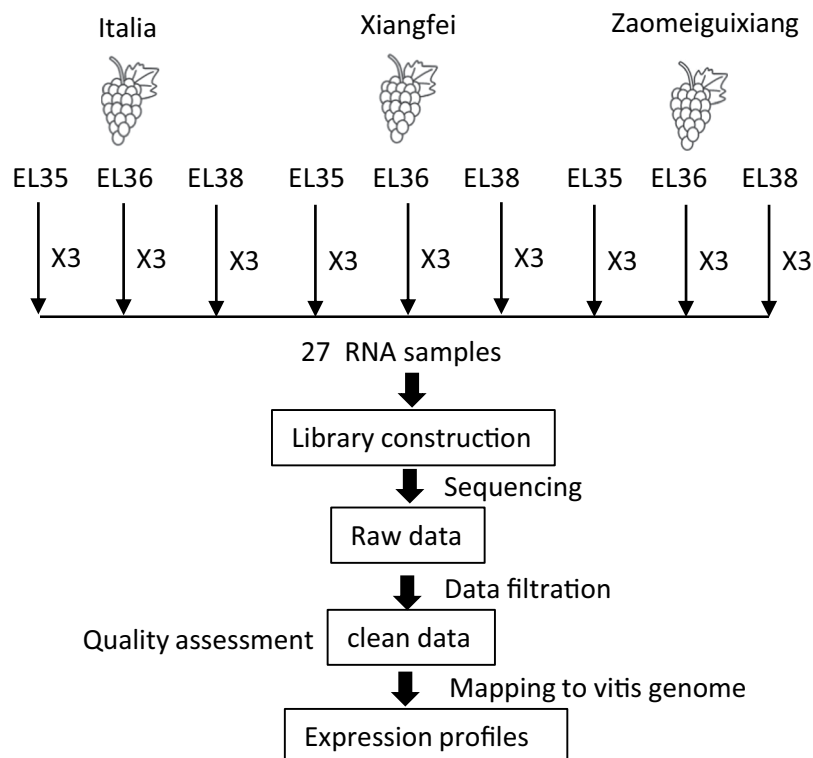 Italia Xiangfei Zaomeiguixiang
EL35 EL36 EL38 EL35 EL36 EL38 EL35 EL36 EL38
X3 X3 X3 X3 X3 X3 X3 X3 X3
27 RNA samples
Library construction
Sequencing
Raw data
Data filtration
Quality assessment clean data
Mapping to vitis genome
Expression profiles